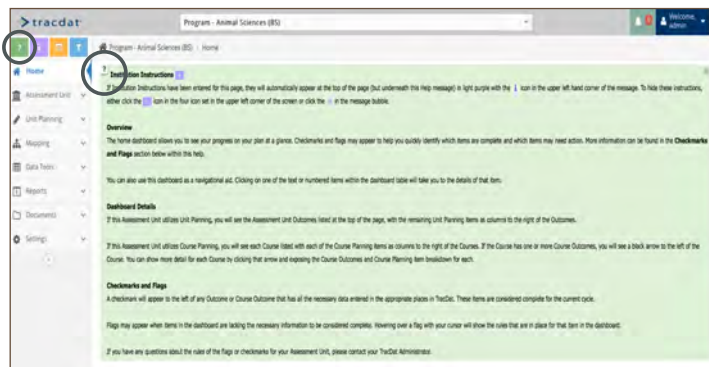 tracdat
Program - Animal Sciences (BS)
Welcome,
admin
?
Program - Animal Sciences (BS) > Home
Home
Assessment Unit
Unit Planning
Mapping
Data Tools
Reports
Documents
Settings
?
Institution Instructions
If Institution Instructions have been entered for this page, they will automatically appear at the top of the page (but underneath this Help message) in light purple with the i icon in the upper left hand corner of the message. To hide these instructions,
either click the icon in the four icon set in the upper left corner of the screen or click the in the message bubble.
Overview
The home dashboard allows you to see your progress on your plan at a glance. Checkmarks and flags may appear to help you quickly identify which items are complete and which items may need action. More information can be found in the Checkmarks
and Flags section below within this help.
You can also use this dashboard as a navigational aid. Clicking on one of the text or numbered items within the dashboard table will take you to the details of that item.
Dashboard Details
If this Assessment Unit utilizes Unit Planning, you will see the Assessment Unit Outcomes listed at the top of the page, with the remaining Unit Planning items as columns to the right of the Outcomes.
If this Assessment Unit utilizes Course Planning, you will see each Course listed with each of the Course Planning items as columns to the right of the Courses. If the Course has one or more Course Outcomes, you will see a black arrow to the left of the
Course. You can show more detail for each Course by clicking that arrow and exposing the Course Outcomes and Course Planning item breakdown for each.
Checkmarks and Flags
A checkmark will appear to the left of any Outcome or Course Outcome that has all the necessary data entered in the appropriate places in TracDat. These items are considered complete for the current cycle.
Flags may appear when items in the dashboard are lacking the necessary information to be considered complete. Hovering over a flag with your cursor will show the rules that are in place for that item in the dashboard.
If you have any questions about the rules of the flags or checkmarks for your Assessment Unit, please contact your TracDat Administrator.